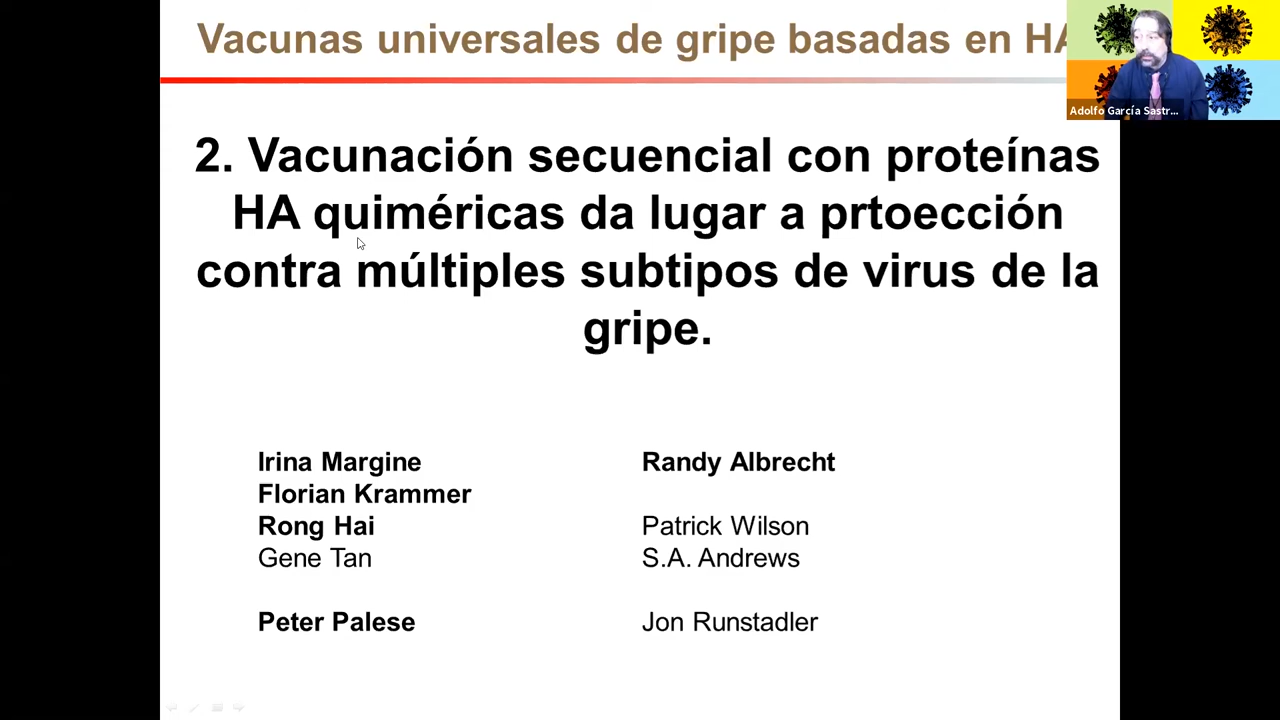 Vacunas universales de gripe basadas en HA
Adolfo García Sastr...
2. Vacunación secuencial con proteínas
HA quiméricas da lugar a prtoección
contra múltiples subtipos de virus de la
gripe.
Irina Margine
Florian Krammer
Rong Hai
Gene Tan
Peter Palese
Randy Albrecht
Patrick Wilson
S.A. Andrews
Jon Runstadler